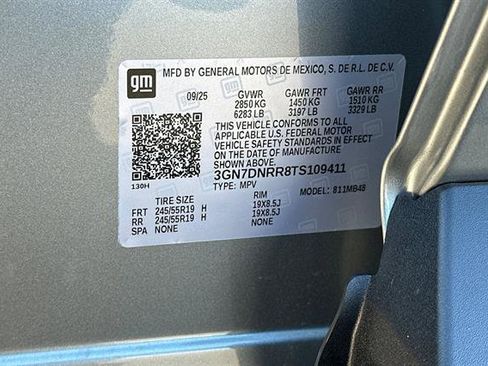 gm
MFD BY GENERAL MOTORS DE MEXICO, S. DE R.L. DE C.V.
09/25 GVWR GAWR FRT GAWR RR
2850 KG 1450 KG 1510 KG
6283 LB 3197 LB 3329 LB
THIS VEHICLE CONFORMS TO ALL
APPLICABLE U.S. FEDERAL MOTOR
VEHICLE SAFETY STANDARDS IN EFFECT
ON THE DATE OF MANUFACTURE SHOWN ABOVE.
3GN7DNRR8TS109411
130H TYPE: MPV MODEL: 811MB48
TIRE SIZE RIM
FRT 245/55R19 H 19X8.5J
RR 245/55R19 H 19X8.5J
SPA NONE NONE